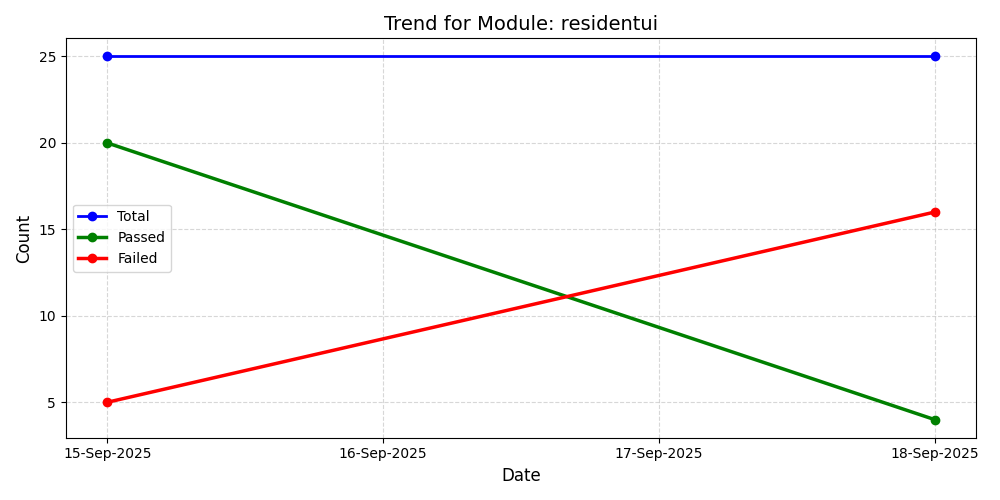 Trend for Module: residentui
25
20
15
10
5
Count
Total
Passed
Failed
15-Sep-2025
16-Sep-2025
17-Sep-2025
18-Sep-2025
Date